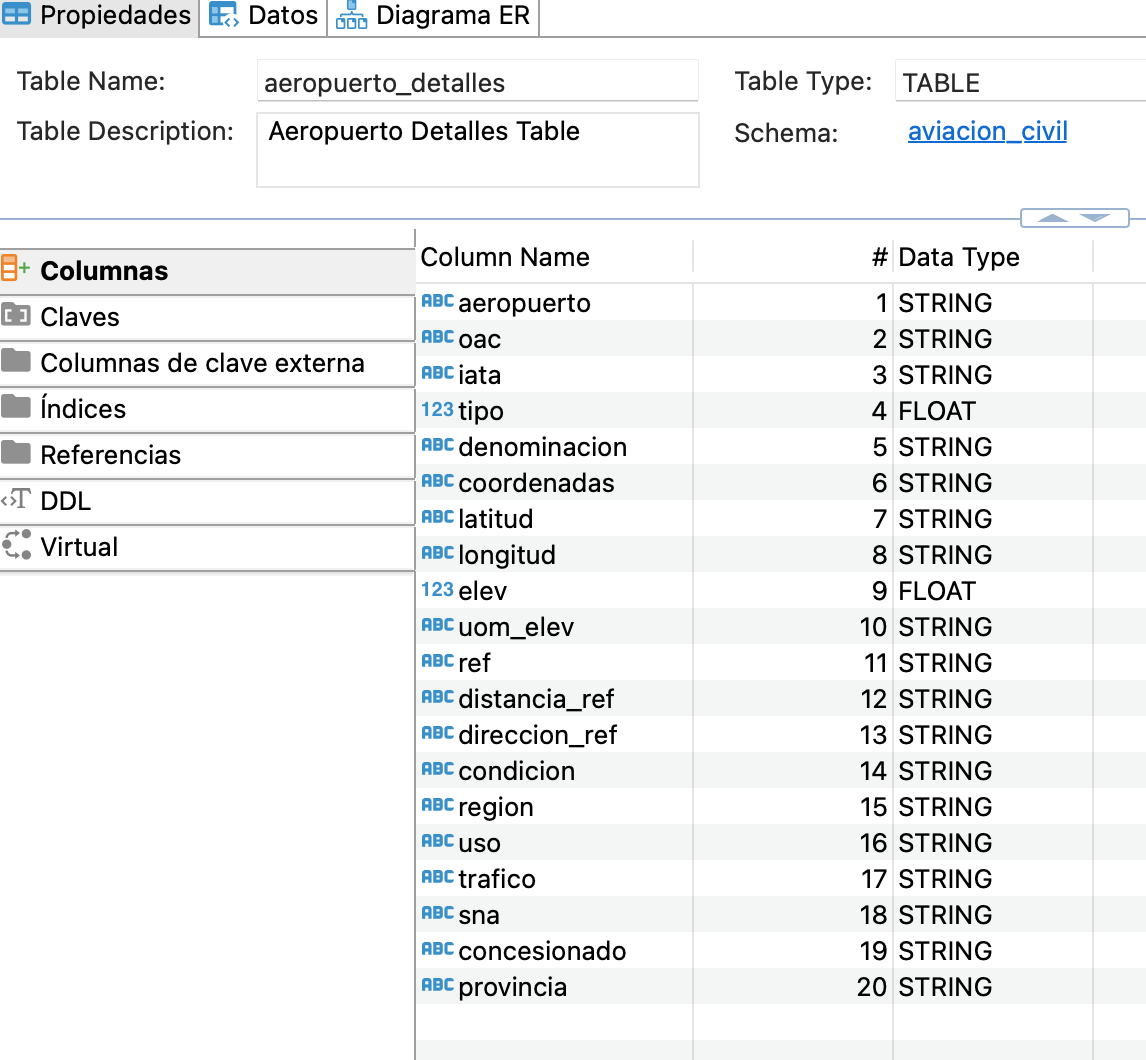 Propiedades Datos Diagrama ER
Table Name: aeropuerto_detalles Table Type: TABLE
Table Description: Aeropuerto Detalles Table Schema: aviacion_civil
Columnas
Claves
Columnas de clave externa
Índices
Referencias
DDL
Virtual
Column Name # Data Type
ABC aeropuerto 1 STRING
ABC oac 2 STRING
ABC iata 3 STRING
123 tipo 4 FLOAT
ABC denominacion 5 STRING
ABC coordenadas 6 STRING
ABC latitud 7 STRING
ABC longitud 8 STRING
123 elev 9 FLOAT
ABC uom_elev 10 STRING
ABC ref 11 STRING
ABC distancia_ref 12 STRING
ABC direccion_ref 13 STRING
ABC condicion 14 STRING
ABC region 15 STRING
ABC uso 16 STRING
ABC trafico 17 STRING
ABC sna 18 STRING
ABC concesionado 19 STRING
ABC provincia 20 STRING